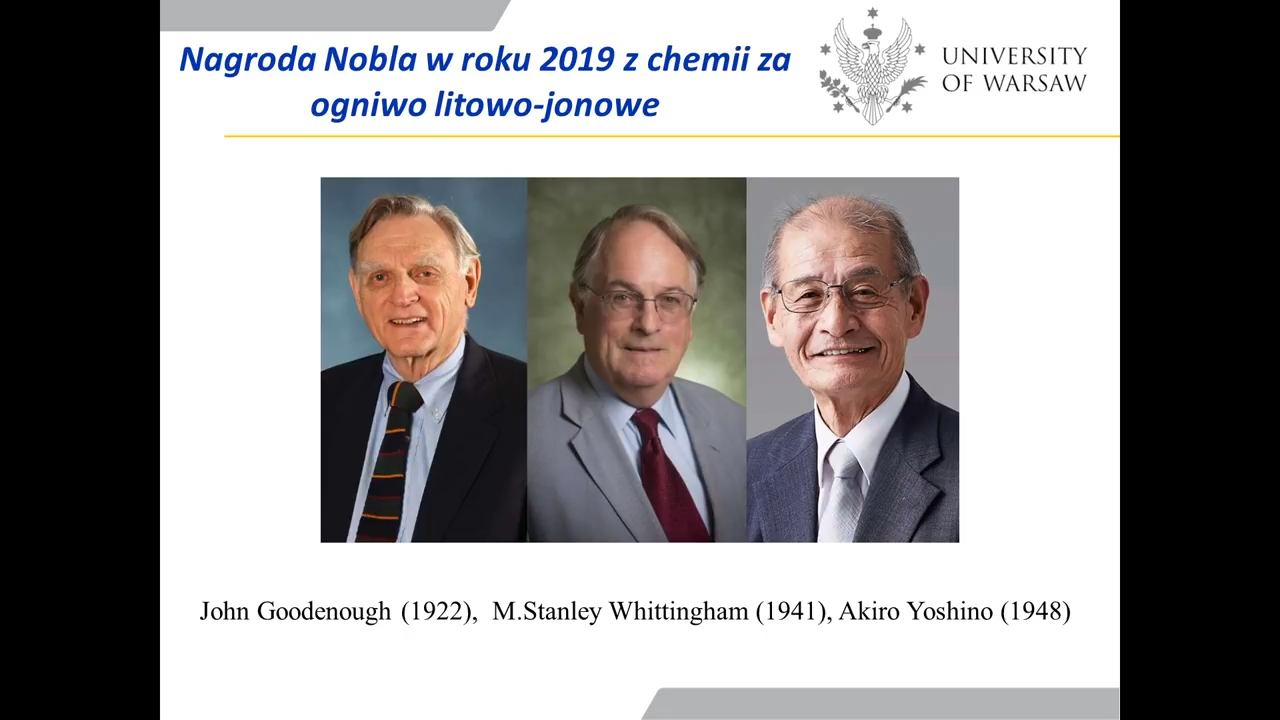 Nagroda Nobla w roku 2019 z chemii za
ogniwo litowo-jonowe
UNIVERSITY
OF WARSAW
John Goodenough (1922), M.Stanley Whittingham (1941), Akiro Yoshino (1948)